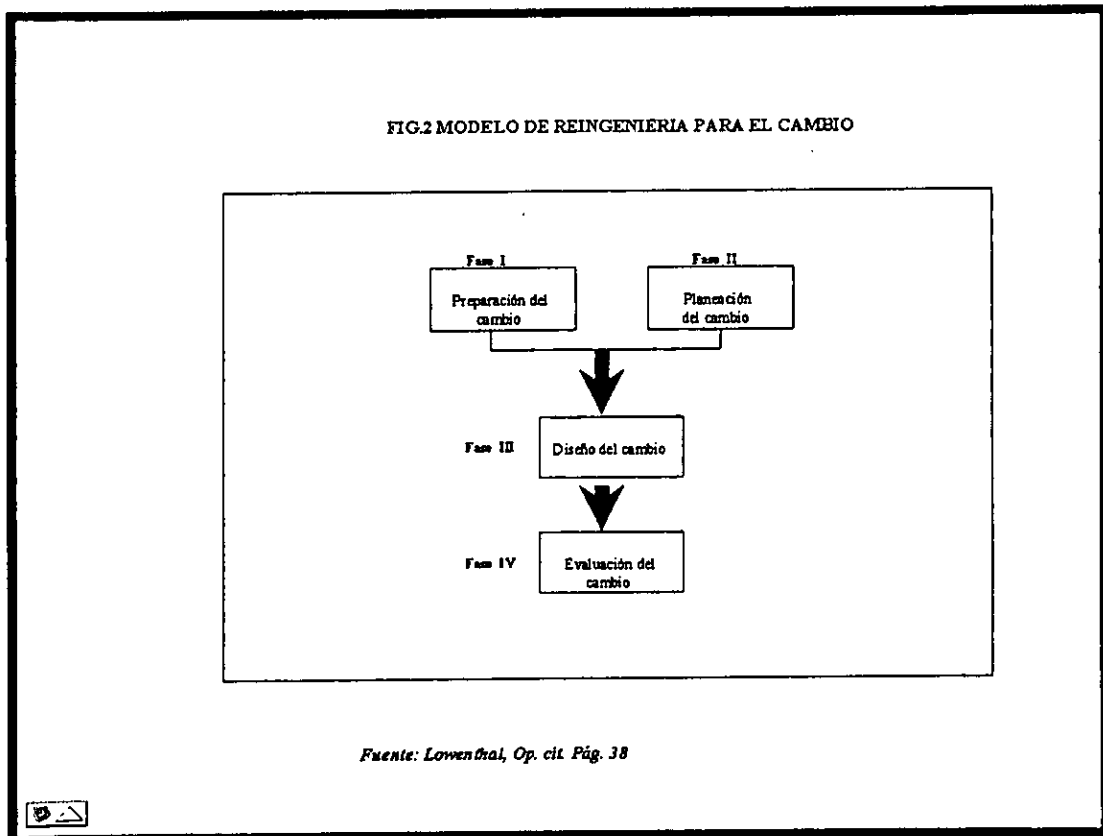 FIG.2 MODELO DE REINGENIERIA PARA EL CAMBIO
Fase I
Preparación del
cambio
Fase II
Planeación
del cambio
Fase III
Diseño del cambio
Fase IV
Evaluación del
cambio
Fuente: Lowenthal, Op. cit. Pág. 38